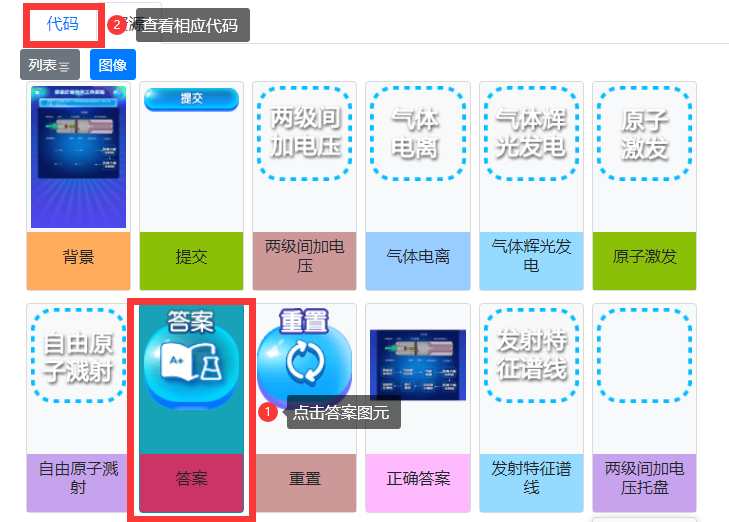 代码
2
资源
查看相应代码
列表
图像
提交
两级间
加电压
气体
电离
气体辉
光发电
原子
激发
背景
提交
两级间加电
压
气体电离
气体辉光发
电
原子激发
自由原
子溅射
答案
A+
重置
发射特
征谱线
1
点击答案图元
自由原子溅
射
答案
重置
正确答案
发射特征谱
线
两级间加电
压托盘